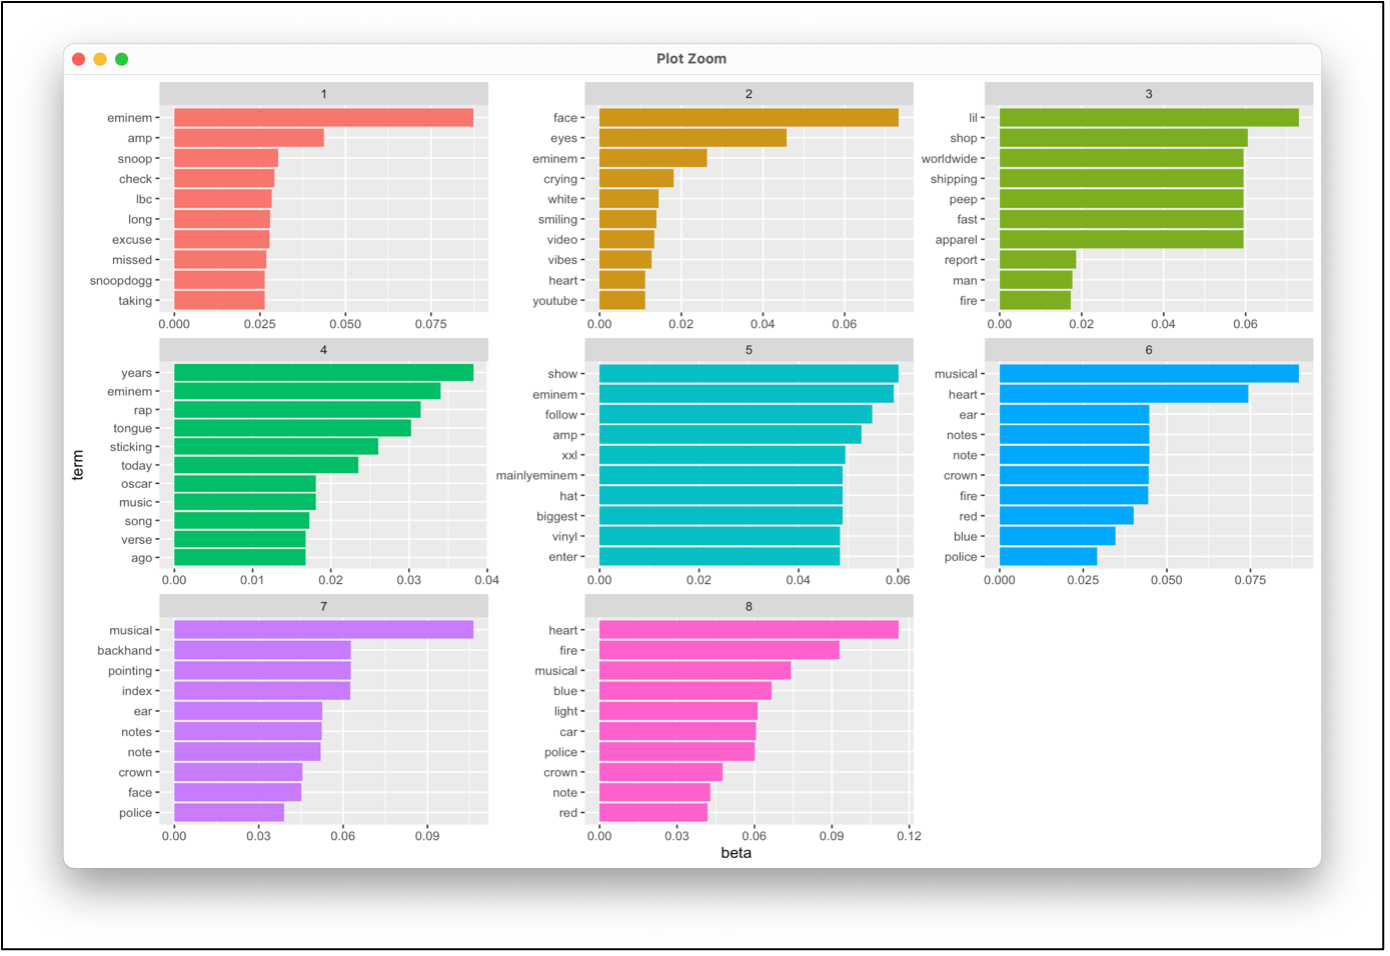 Plot Zoom
term
1
eminem
amp
snoop
check
lbc
long
excuse
missed
snoopdogg
taking
0.000 0.025 0.050 0.075
2
face
eyes
eminem
crying
white
smiling
video
vibes
heart
youtube
0.00 0.02 0.04 0.06
3
lil
shop
worldwide
shipping
peep
fast
apparel
report
man
fire
0.00 0.02 0.04 0.06
4
years
eminem
rap
tongue
sticking
today
oscar
music
song
verse
ago
0.00 0.01 0.02 0.03 0.04
5
show
eminem
follow
amp
xxl
mainlyeminem
hat
biggest
vinyl
enter
0.00 0.02 0.04 0.06
6
musical
heart
ear
notes
note
crown
fire
red
blue
police
0.000 0.025 0.050 0.075
7
musical
backhand
pointing
index
ear
notes
note
crown
face
police
0.00 0.03 0.06 0.09
8
heart
fire
musical
blue
light
car
police
crown
note
red
0.00 0.03 0.06 0.09 0.12
beta